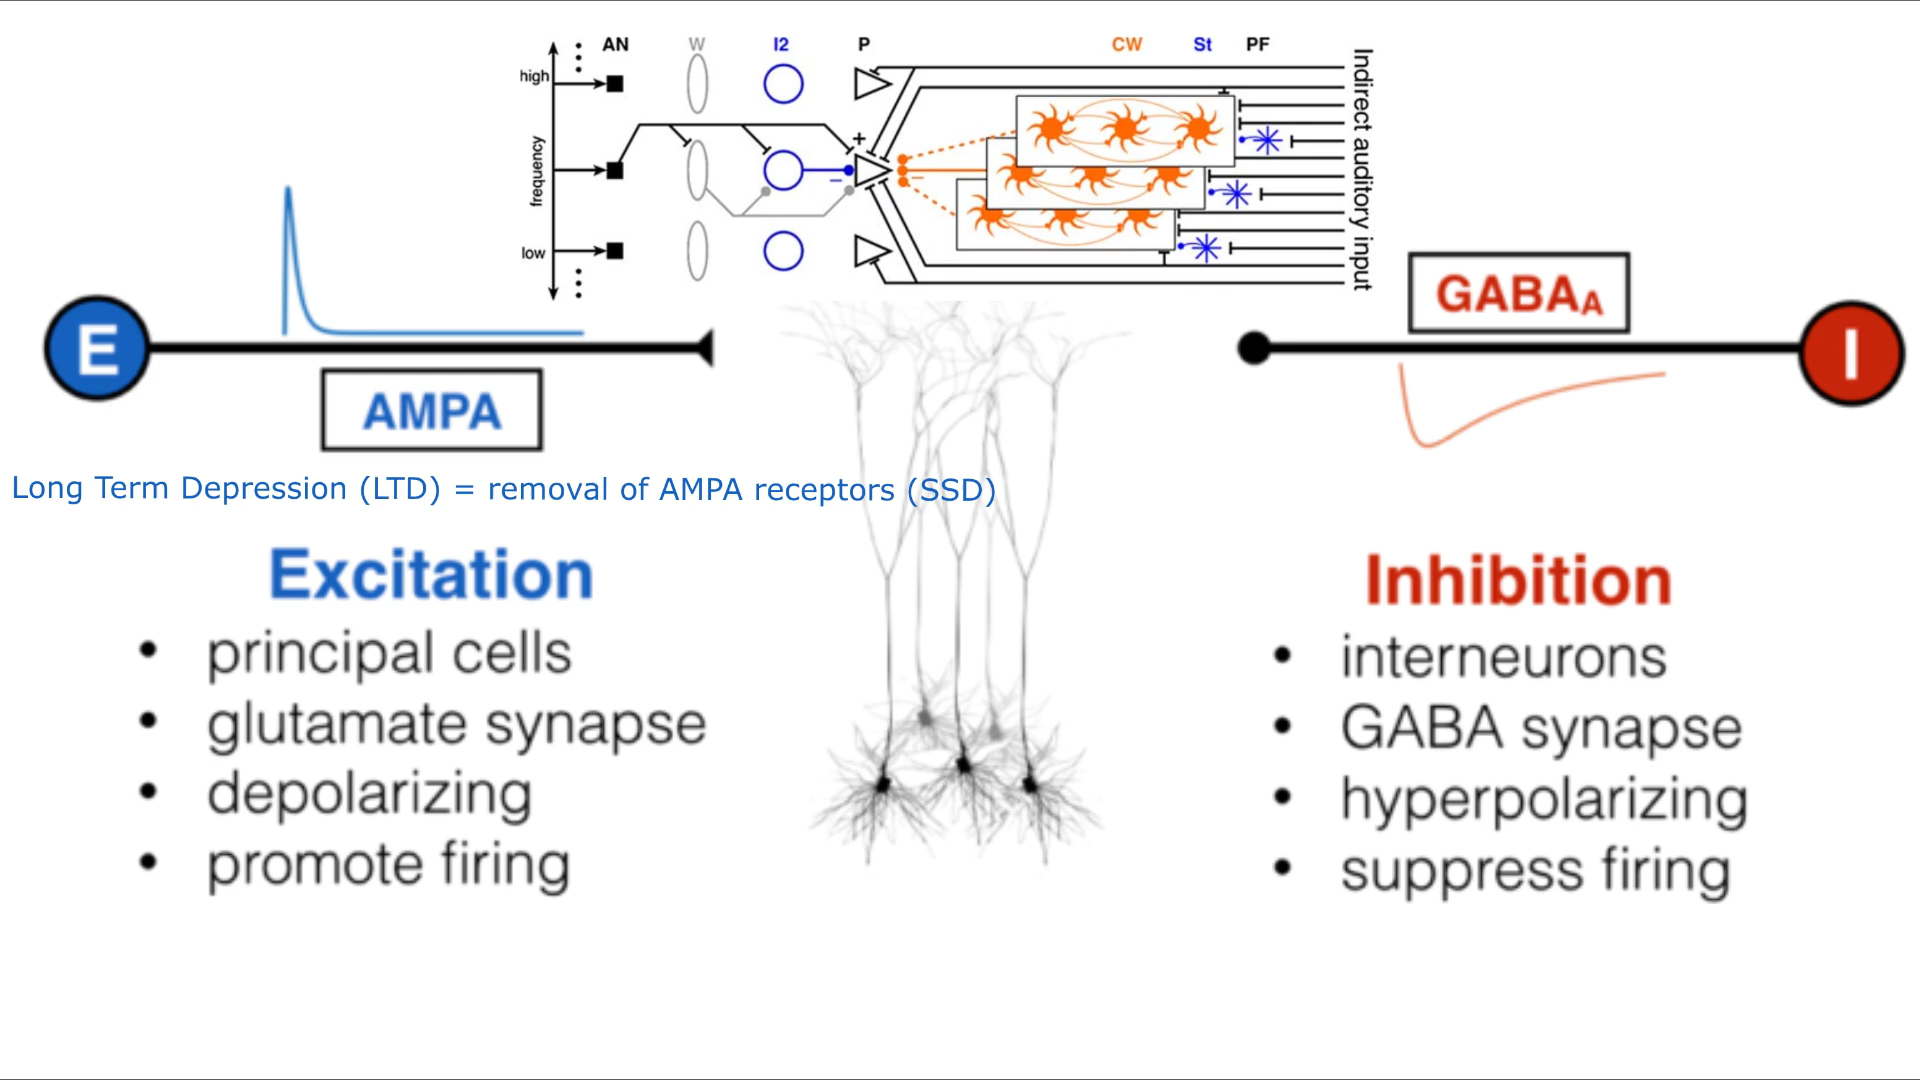 AN W I2 P CW St PF
high
frequency
low
+
−
−
Indirect auditory input
E
AMPA
GABAA
I
Long Term Depression (LTD) = removal of AMPA receptors (SSD)
Excitation
• principal cells
• glutamate synapse
• depolarizing
• promote firing
Inhibition
• interneurons
• GABA synapse
• hyperpolarizing
• suppress firing